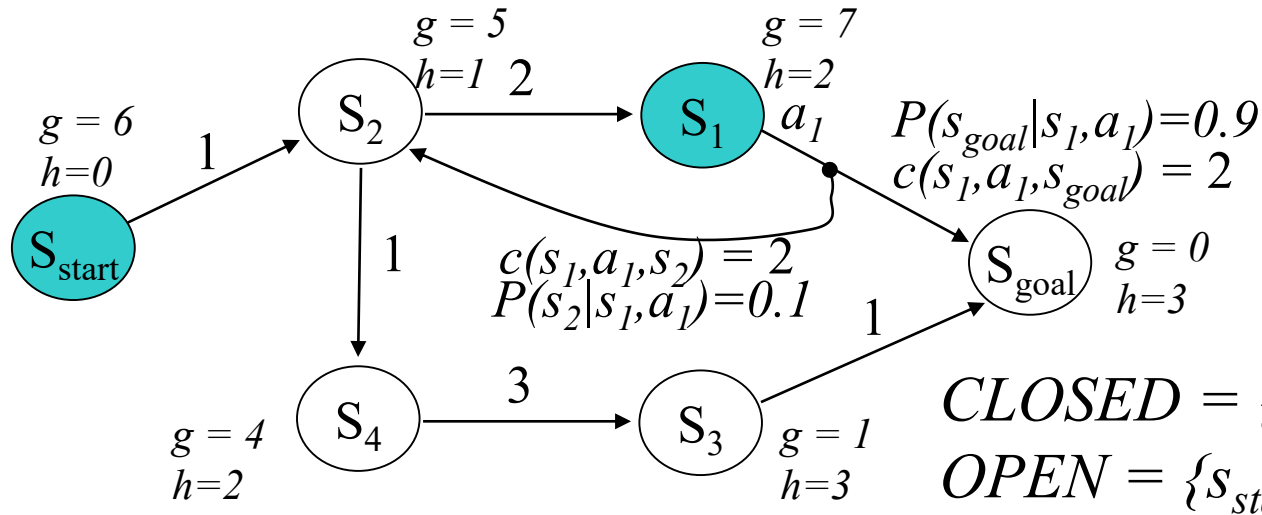 g = 5
h=1
g = 7
h=2
2
S2
S1
a1
P(sgoal|s1,a1)=0.9
c(s1,a1,sgoal) = 2
g = 6
h=0
1
Sstart
1
c(s1,a1,s2) = 2
P(s2|s1,a1)=0.1
Sgoal
g = 0
h=3
1
3
S4
S3
g = 4
h=2
g = 1
h=3
CLOSED =
OPEN = {sst